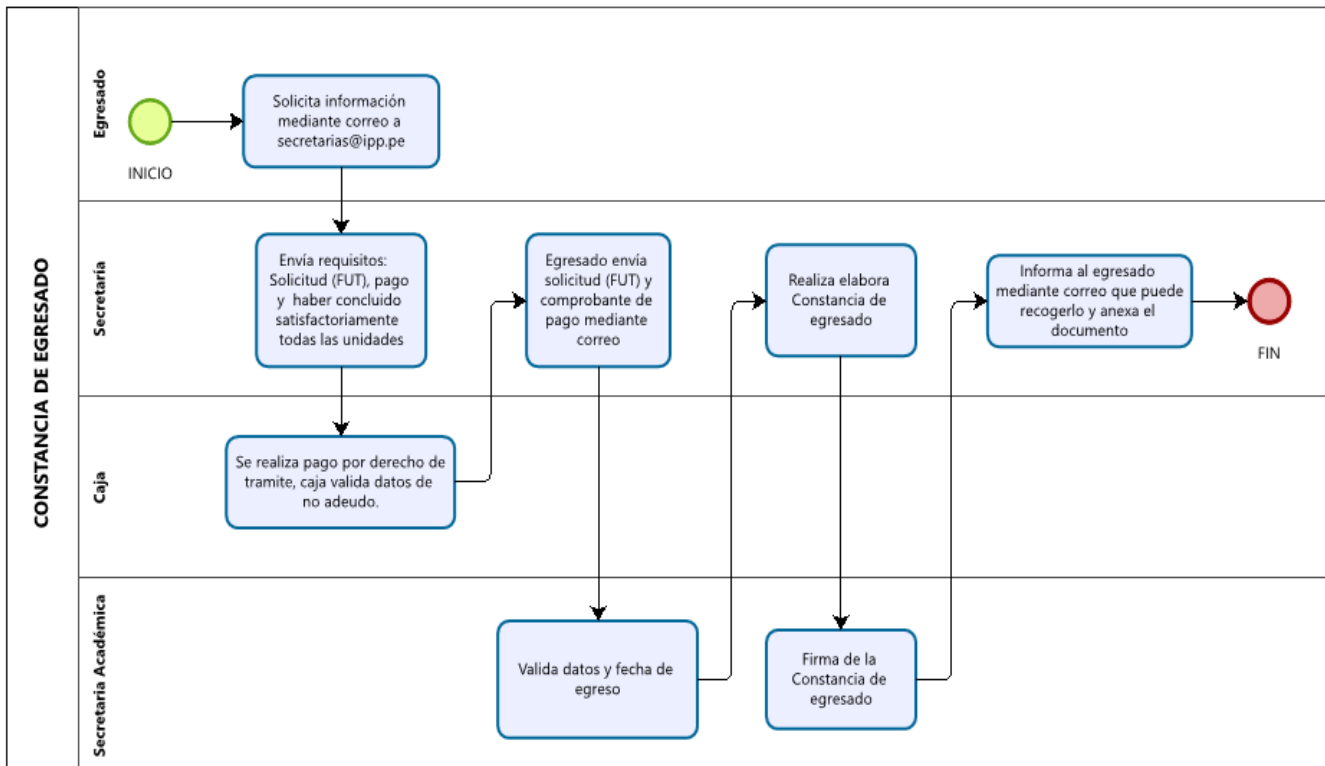 CONSTANCIA DE EGRESADO
Egresado
INICIO
Solicita información
mediante correo a
secretarias@ipp.pe
Secretaría
Envía requisitos:
Solicitud (FUT), pago
y haber concluido
satisfactoriamente
todas las unidades
Egresado envía
solicitud (FUT) y
comprobante de
pago mediante
correo
Realiza elabora
Constancia de
egresado
Informa al egresado
mediante correo que puede
recogerlo y anexa el
documento
FIN
Caja
Se realiza pago por derecho de
tramite, caja valida datos de
no adeudo.
Secretaria Académica
Valida datos y fecha de
egreso
Firma de la
Constancia de
egresado